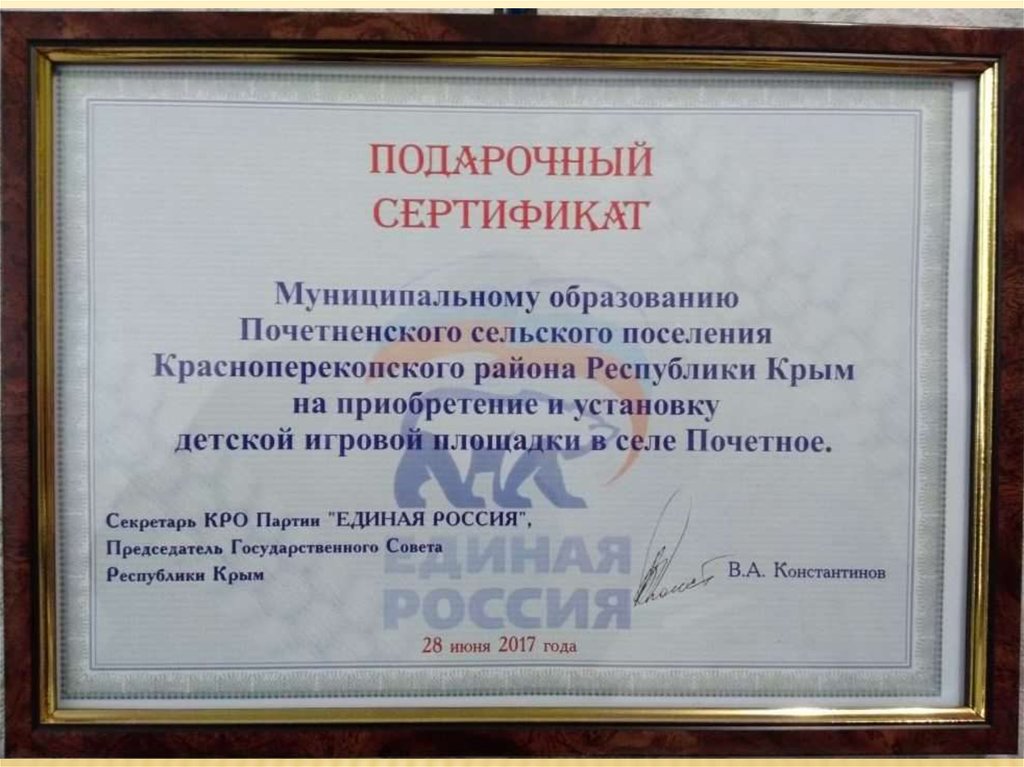 ПОДАРОЧНЫЙ
СЕРТИФИКАТ
Муниципальному образованию
Почетненского сельского поселения
Красноперекопского района Республики Крым
на приобретение и установку
детской игровой площадки в селе Почетное.
Секретарь КРО Партии "ЕДИНАЯ РОССИЯ",
Председатель Государственного Совета
Республики Крым
В.А. Константинов
ЕДИНАЯ
РОССИЯ
28 июня 2017 года